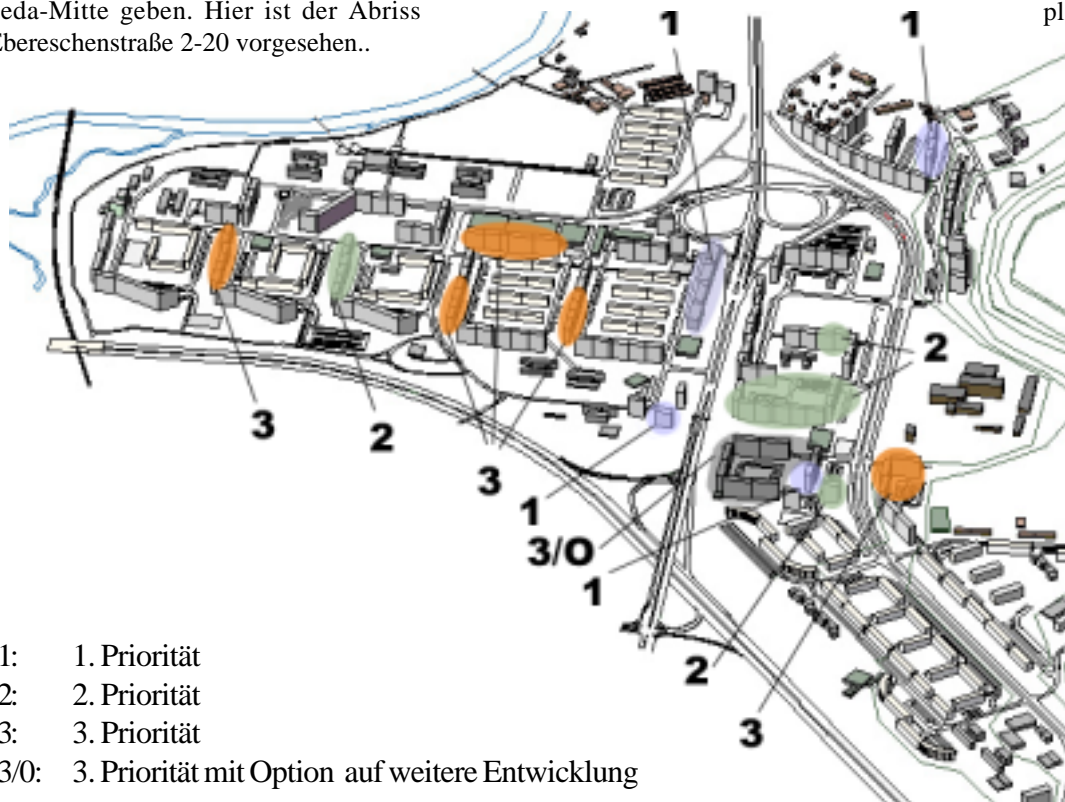 eda-Mitte geben. Hier ist der Abriss
Ebereschenstraße 2-20 vorgesehen..
pl
1
1
2
3
2
3
1
3/O
1
2
3
1: 1. Priorität
2: 2. Priorität
3: 3. Priorität
3/0: 3. Priorität mit Option auf weitere Entwicklung